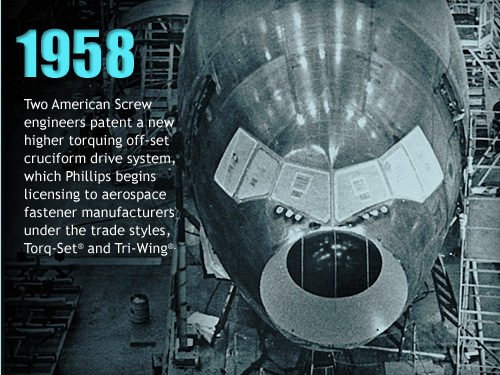 1958
Two American Screw
engineers patent a new
higher torquing off-set
cruciform drive system,
which Phillips begins
licensing to aerospace
fastener manufacturers
under the trade styles,
Torq-Set® and Tri-Wing®.